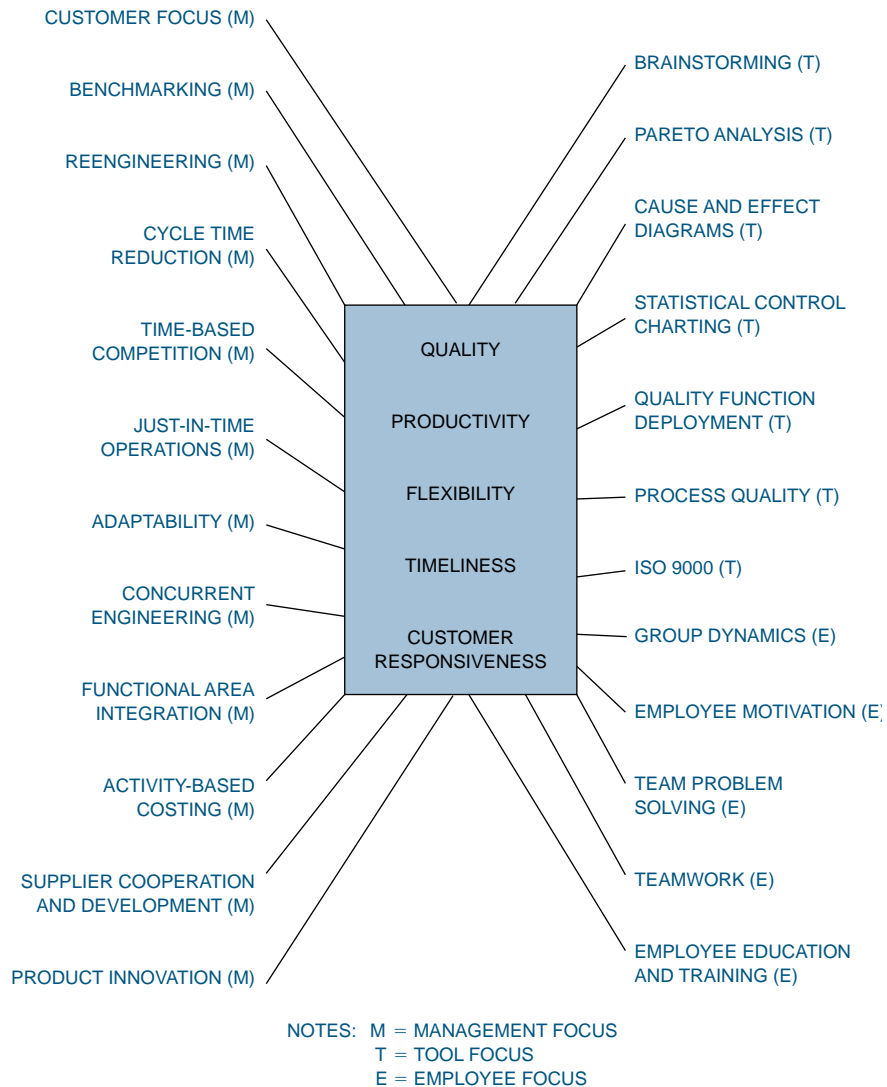 CUSTOMER FOCUS (M)
BENCHMARKING (M)
REENGINEERING (M)
CYCLE TIME
REDUCTION (M)
TIME-BASED
COMPETITION (M)
JUST-IN-TIME
OPERATIONS (M)
ADAPTABILITY (M)
CONCURRENT
ENGINEERING (M)
FUNCTIONAL AREA
INTEGRATION (M)
ACTIVITY-BASED
COSTING (M)
SUPPLIER COOPERATION
AND DEVELOPMENT (M)
PRODUCT INNOVATION (M)
QUALITY
PRODUCTIVITY
FLEXIBILITY
TIMELINESS
CUSTOMER
RESPONSIVENESS
BRAINSTORMING (T)
PARETO ANALYSIS (T)
CAUSE AND EFFECT
DIAGRAMS (T)
STATISTICAL CONTROL
CHARTING (T)
QUALITY FUNCTION
DEPLOYMENT (T)
PROCESS QUALITY (T)
ISO 9000 (T)
GROUP DYNAMICS (E)
EMPLOYEE MOTIVATION (E)
TEAM PROBLEM
SOLVING (E)
TEAMWORK (E)
EMPLOYEE EDUCATION
AND TRAINING (E)
NOTES: M = MANAGEMENT FOCUS
T = TOOL FOCUS
E = EMPLOYEE FOCUS